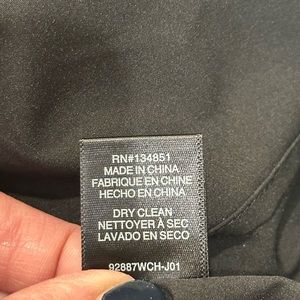 RN#134851
MADE IN CHINA
FABRIQUE EN CHINE
HECHO EN CHINA
DRY CLEAN
NETTOYER À SEC
LAVADO EN SECO
92887WCH-J01